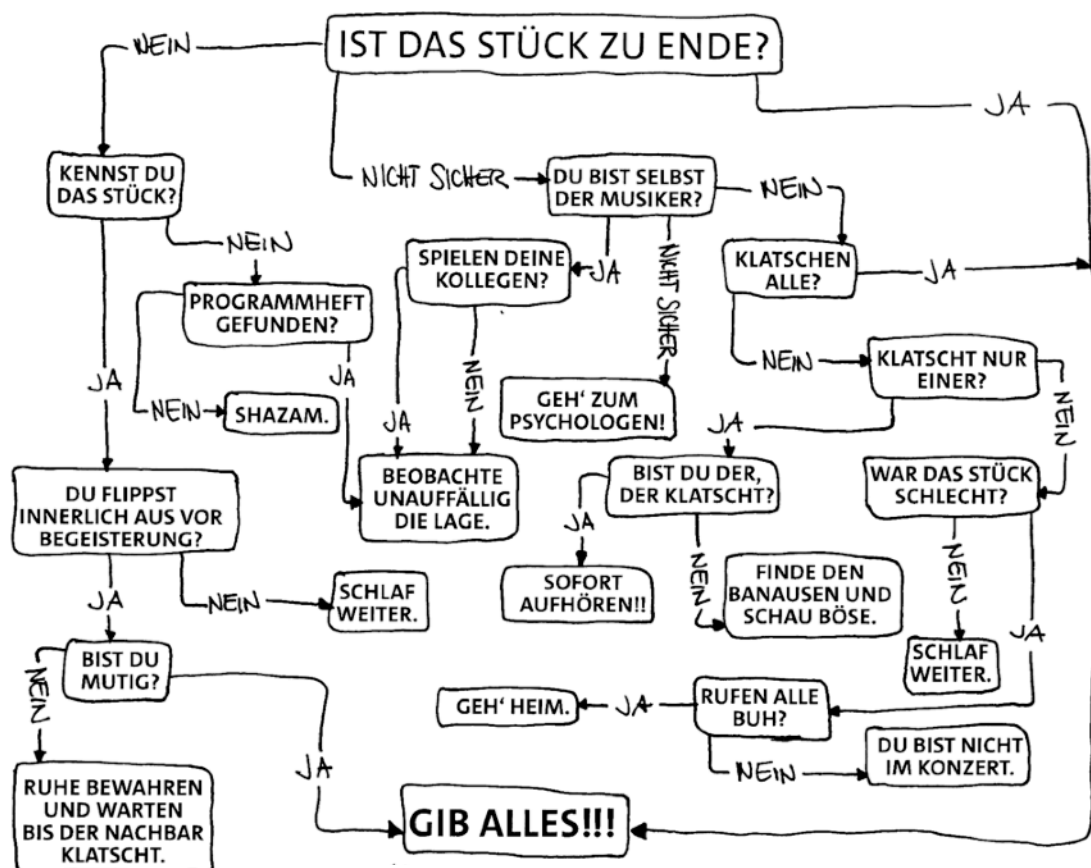 IST DAS STÜCK ZU ENDE?
NEIN
JA
NICHT SICHER
KENNST DU
DAS STÜCK?
DU BIST SELBST
DER MUSIKER?
NEIN
NEIN
SPIELEN DEINE
KOLLEGEN?
JA
NICHT SICHER
KLATSCHEN
ALLE?
JA
PROGRAMMHEFT
GEFUNDEN?
NEIN
KLATSCHT NUR
EINER?
JA
NEIN
SHAZAM.
JA
JA
NEIN
GEH' ZUM
PSYCHOLOGEN!
JA
NEIN
DU FLIPPST
INNERLICH AUS VOR
BEGEISTERUNG?
BEOBACHTE
UNAUFFÄLLIG
DIE LAGE.
BIST DU DER,
DER KLATSCHT?
WAR DAS STÜCK
SCHLECHT?
JA
NEIN
NEIN
JA
JA
NEIN
SCHLAF
WEITER.
SOFORT
AUFHÖREN!!
FINDE DEN
BANAUSEN UND
SCHAU BÖSE.
SCHLAF
WEITER.
BIST DU
MUTIG?
NEIN
JA
GEH' HEIM.
JA
RUFEN ALLE
BUH?
NEIN
DU BIST NICHT
IM KONZERT.
RUHE BEWAHREN
UND WARTEN
BIS DER NACHBAR
KLATSCHT.
GIB ALLES!!!